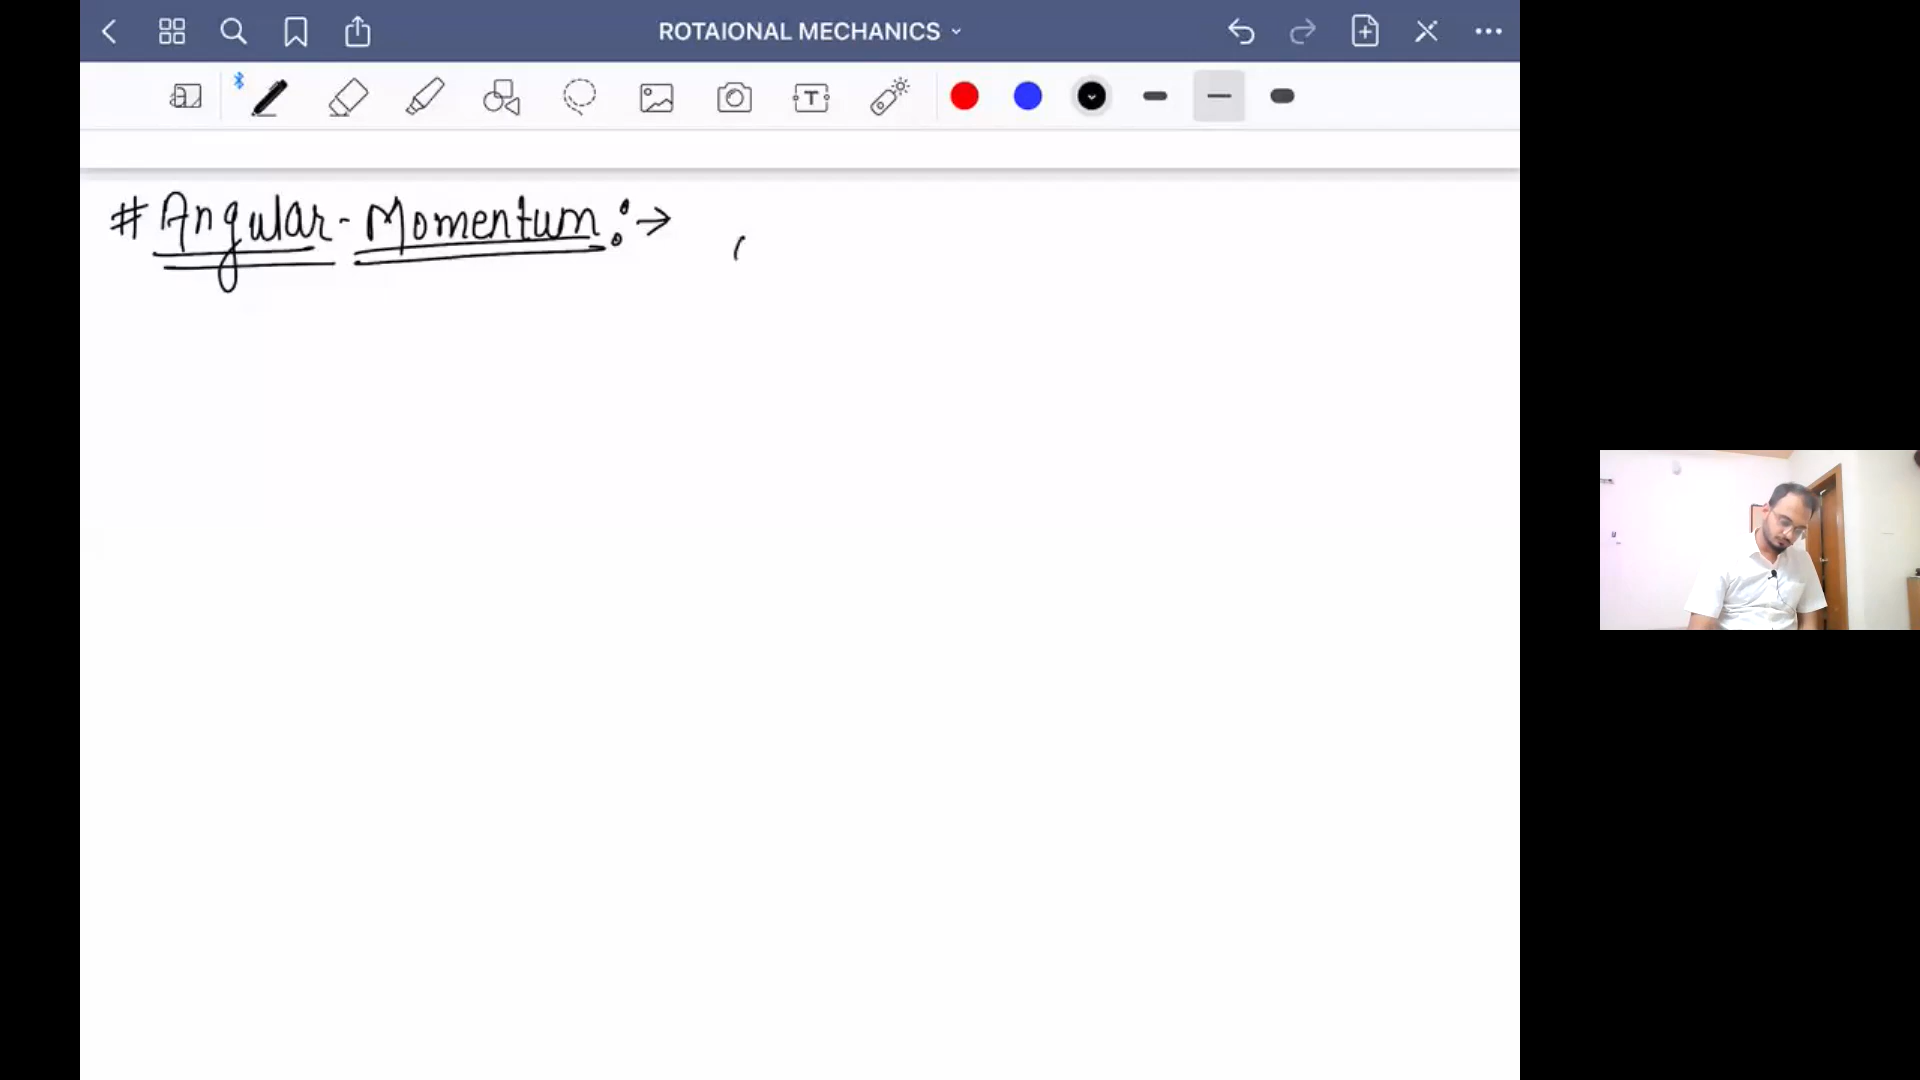 ROTAIONAL MECHANICS
# Angular - Momentum : →
(